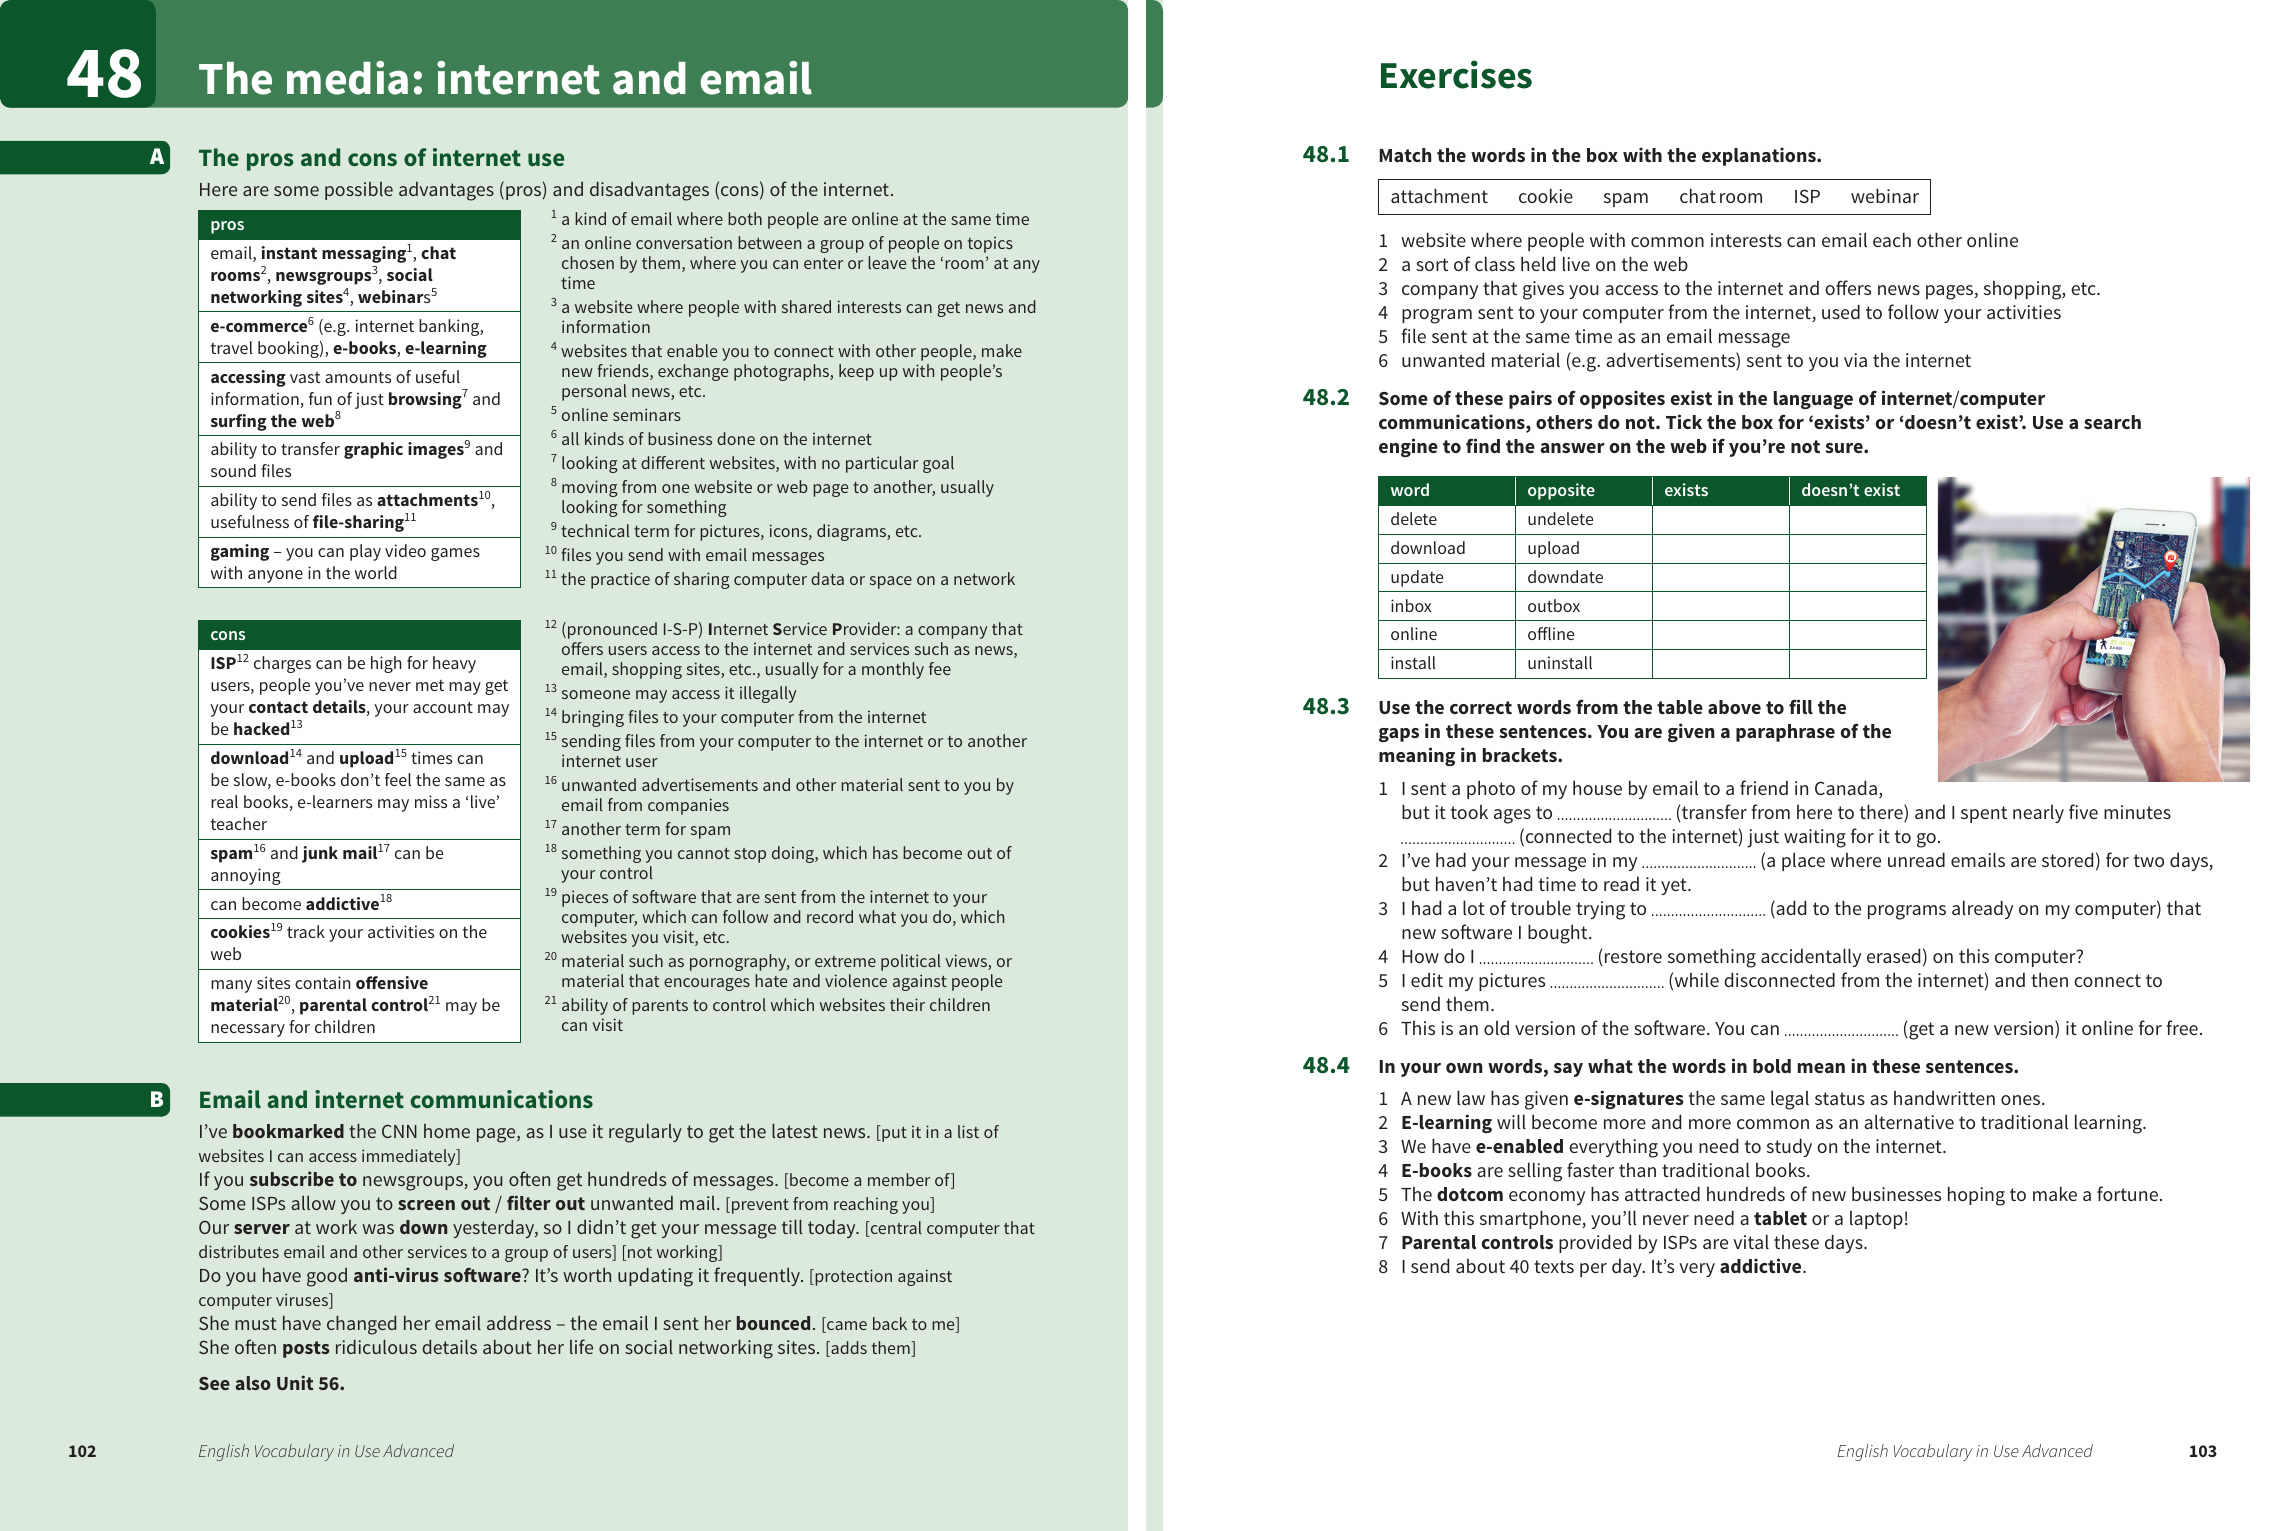 48
The media: internet and email
A
The pros and cons of internet use
Here are some possible advantages (pros) and disadvantages (cons) of the internet.
pros
email, instant messaging1, chat
rooms2, newsgroups3, social
networking sites4, webinars5
e-commerce6 (e.g. internet banking,
travel booking), e-books, e-learning
accessing vast amounts of useful
information, fun of just browsing7 and
surfing the web8
ability to transfer graphic images9 and
sound files
ability to send files as attachments10,
usefulness of file-sharing11
gaming – you can play video games
with anyone in the world
1 a kind of email where both people are online at the same time
2 an online conversation between a group of people on topics
chosen by them, where you can enter or leave the ‘room’ at any
time
3 a website where people with shared interests can get news and
information
4 websites that enable you to connect with other people, make
new friends, exchange photographs, keep up with people’s
personal news, etc.
5 online seminars
6 all kinds of business done on the internet
7 looking at different websites, with no particular goal
8 moving from one website or web page to another, usually
looking for something
9 technical term for pictures, icons, diagrams, etc.
10 files you send with email messages
11 the practice of sharing computer data or space on a network
cons
ISP12 charges can be high for heavy
users, people you’ve never met may get
your contact details, your account may
be hacked13
download14 and upload15 times can
be slow, e-books don’t feel the same as
real books, e-learners may miss a ‘live’
teacher
spam16 and junk mail17 can be
annoying
can become addictive18
cookies19 track your activities on the
web
many sites contain offensive
material20, parental control21 may be
necessary for children
12 (pronounced I-S-P) Internet Service Provider: a company that
offers users access to the internet and services such as news,
email, shopping sites, etc., usually for a monthly fee
13 someone may access it illegally
14 bringing files to your computer from the internet
15 sending files from your computer to the internet or to another
internet user
16 unwanted advertisements and other material sent to you by
email from companies
17 another term for spam
18 something you cannot stop doing, which has become out of
your control
19 pieces of software that are sent from the internet to your
computer, which can follow and record what you do, which
websites you visit, etc.
20 material such as pornography, or extreme political views, or
material that encourages hate and violence against people
21 ability of parents to control which websites their children
can visit
B
Email and internet communications
I’ve bookmarked the CNN home page, as I use it regularly to get the latest news. [put it in a list of
websites I can access immediately]
If you subscribe to newsgroups, you often get hundreds of messages. [become a member of]
Some ISPs allow you to screen out / filter out unwanted mail. [prevent from reaching you]
Our server at work was down yesterday, so I didn’t get your message till today. [central computer that
distributes email and other services to a group of users] [not working]
Do you have good anti-virus software? It’s worth updating it frequently. [protection against
computer viruses]
She must have changed her email address – the email I sent her bounced. [came back to me]
She often posts ridiculous details about her life on social networking sites. [adds them]
See also Unit 56.
102
English Vocabulary in Use Advanced
Exercises
48.1 Match the words in the box with the explanations.
attachment cookie spam chat room ISP webinar
1 website where people with common interests can email each other online
2 a sort of class held live on the web
3 company that gives you access to the internet and offers news pages, shopping, etc.
4 program sent to your computer from the internet, used to follow your activities
5 file sent at the same time as an email message
6 unwanted material (e.g. advertisements) sent to you via the internet
48.2 Some of these pairs of opposites exist in the language of internet/computer
communications, others do not. Tick the box for ‘exists’ or ‘doesn’t exist’. Use a search
engine to find the answer on the web if you’re not sure.
word opposite exists doesn’t exist
delete undelete
download upload
update downdate
inbox outbox
online offline
install uninstall
48.3 Use the correct words from the table above to fill the
gaps in these sentences. You are given a paraphrase of the
meaning in brackets.
1 I sent a photo of my house by email to a friend in Canada,
but it took ages to ............................ (transfer from here to there) and I spent nearly five minutes
............................ (connected to the internet) just waiting for it to go.
2 I’ve had your message in my ............................ (a place where unread emails are stored) for two days,
but haven’t had time to read it yet.
3 I had a lot of trouble trying to ............................ (add to the programs already on my computer) that
new software I bought.
4 How do I ............................ (restore something accidentally erased) on this computer?
5 I edit my pictures ............................ (while disconnected from the internet) and then connect to
send them.
6 This is an old version of the software. You can ............................ (get a new version) it online for free.
48.4 In your own words, say what the words in bold mean in these sentences.
1 A new law has given e-signatures the same legal status as handwritten ones.
2 E-learning will become more and more common as an alternative to traditional learning.
3 We have e-enabled everything you need to study on the internet.
4 E-books are selling faster than traditional books.
5 The dotcom economy has attracted hundreds of new businesses hoping to make a fortune.
6 With this smartphone, you’ll never need a tablet or a laptop!
7 Parental controls provided by ISPs are vital these days.
8 I send about 40 texts per day. It’s very addictive.
English Vocabulary in Use Advanced
103